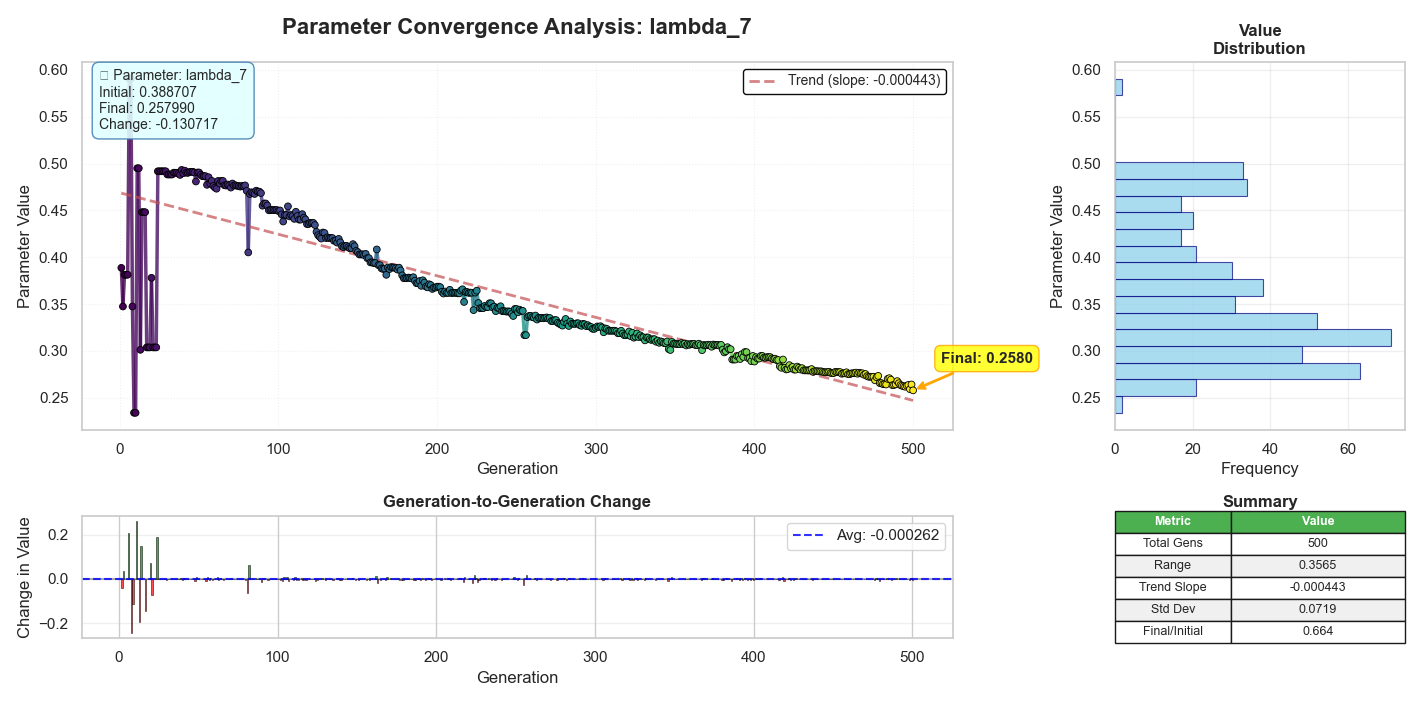 Parameter Convergence Analysis: lambda_7
Parameter: lambda_7
Initial: 0.388707
Final: 0.257990
Change: -0.130717
Trend (slope: -0.000443)
Final: 0.2580
0.60
0.55
0.50
0.45
0.40
0.35
0.30
0.25
Parameter Value
0 100 200 300 400 500
Generation
Value
Distribution
0.60
0.55
0.50
0.45
0.40
0.35
0.30
0.25
Parameter Value
0 20 40 60
Frequency
Generation-to-Generation Change
Avg: -0.000262
0.2
0.0
−0.2
Change in Value
0 100 200 300 400 500
Generation
Summary
Metric Value
Total Gens 500
Range 0.3565
Trend Slope -0.000443
Std Dev 0.0719
Final/Initial 0.664